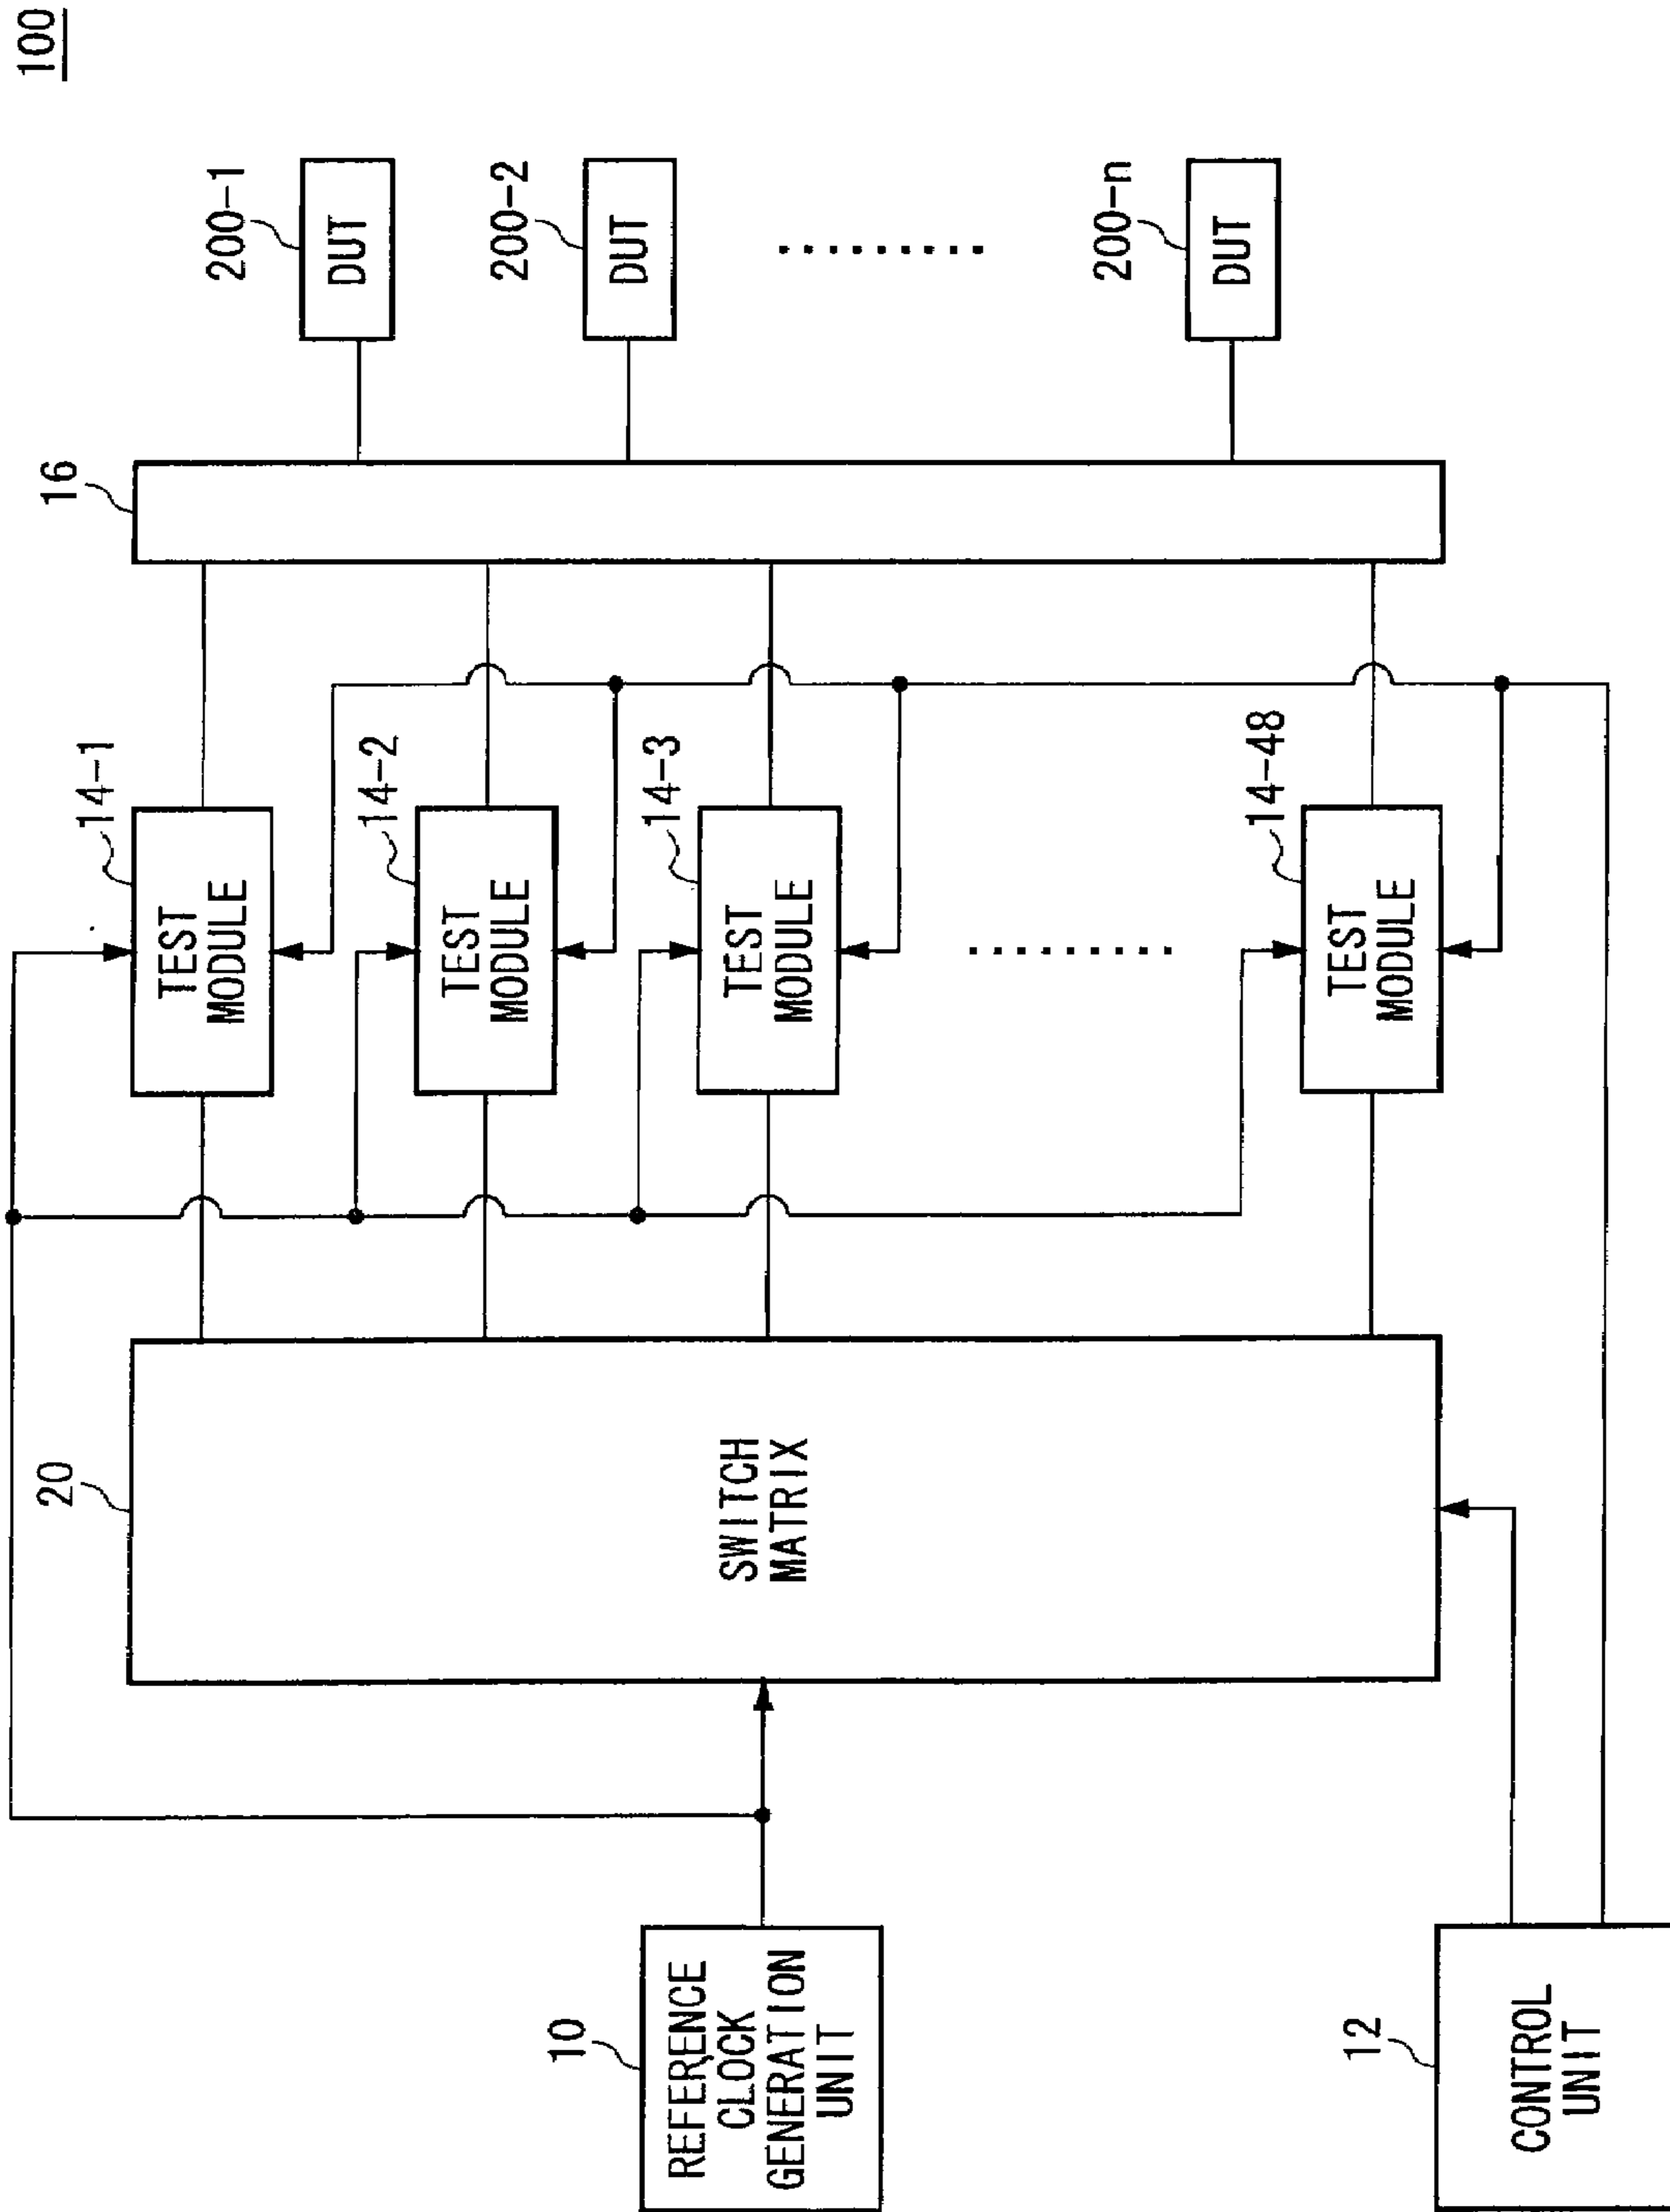 100
10
REFERENCE
CLOCK
GENERATION
UNIT
12
CONTROL
UNIT
20
SWITCH
MATRIX
14-1
TEST
MODULE
14-2
TEST
MODULE
14-3
TEST
MODULE
14-48
TEST
MODULE
16
200-1
DUT
200-2
DUT
200-n
DUT